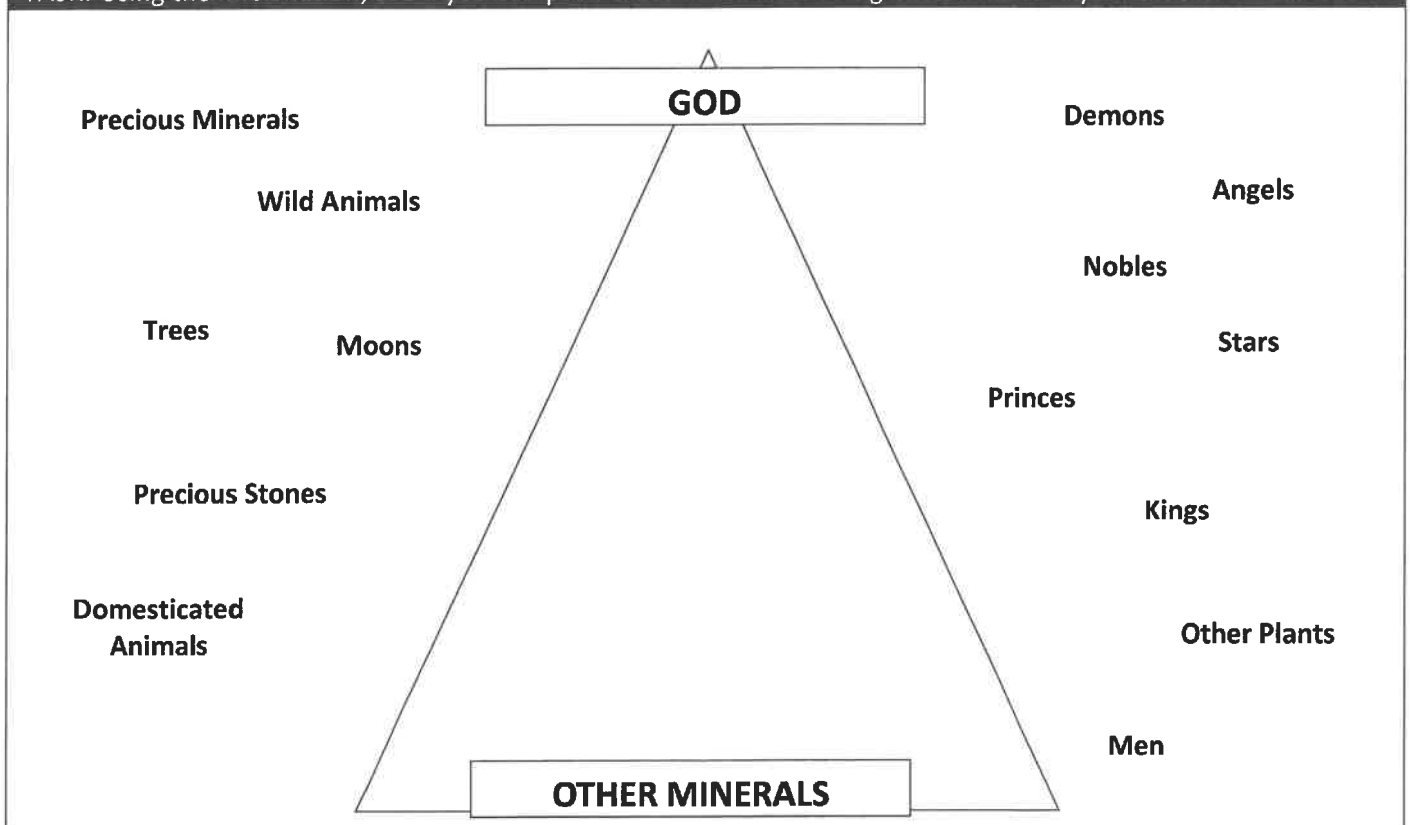 GOD
Precious Minerals
Demons
Wild Animals
Angels
Nobles
Trees
Moons
Stars
Princes
Precious Stones
Kings
Domesticated
Animals
Other Plants
Men
OTHER MINERALS